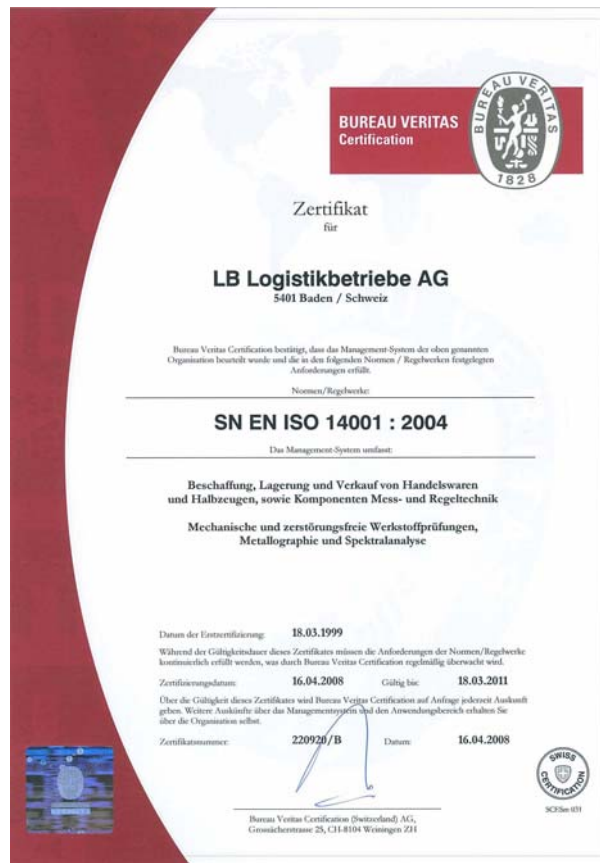 BUREAU VERITAS
Certification
BUREAU VERITAS
1828
Zertifikat
für
LB Logistikbetriebe AG
5401 Baden / Schweiz
Bureau Veritas Certification bestätigt, dass das Management-System der oben genannten
Organisation beurteilt wurde und die in den folgenden Normen / Regelwerken festgelegten
Anforderungen erfüllt.
Normen/Regelwerke:
SN EN ISO 14001 : 2004
Das Management-System umfasst:
Beschaffung, Lagerung und Verkauf von Handelswaren
und Halbzeugen, sowie Komponenten Mess- und Regeltechnik
Mechanische und zerstörungsfreie Werkstoffprüfungen,
Metallographie und Spektralanalyse
Datum der Erstzertifizierung: 18.03.1999
Während der Gültigkeitsdauer dieses Zertifikates müssen die Anforderungen der Normen/Regelwerke
kontinuierlich erfüllt werden, was durch Bureau Veritas Certification regelmäßig überwacht wird.
Zertifizierungsdatum: 16.04.2008 Gültig bis: 18.03.2011
Über die Gültigkeit dieses Zertifikates wird Bureau Veritas Certification auf Anfrage jederzeit Auskunft
geben. Weitere Auskünfte über das Managementsystem und den Anwendungsbereich erhalten Sie
über die Organisation selbst.
Zertifikatsnummer: 220920/B Datum: 16.04.2008
SWISS
CERTIFICATION
SCESm 031
Bureau Veritas Certification (Switzerland) AG,
Grossächerstrasse 25, CH-8104 Weiningen ZH